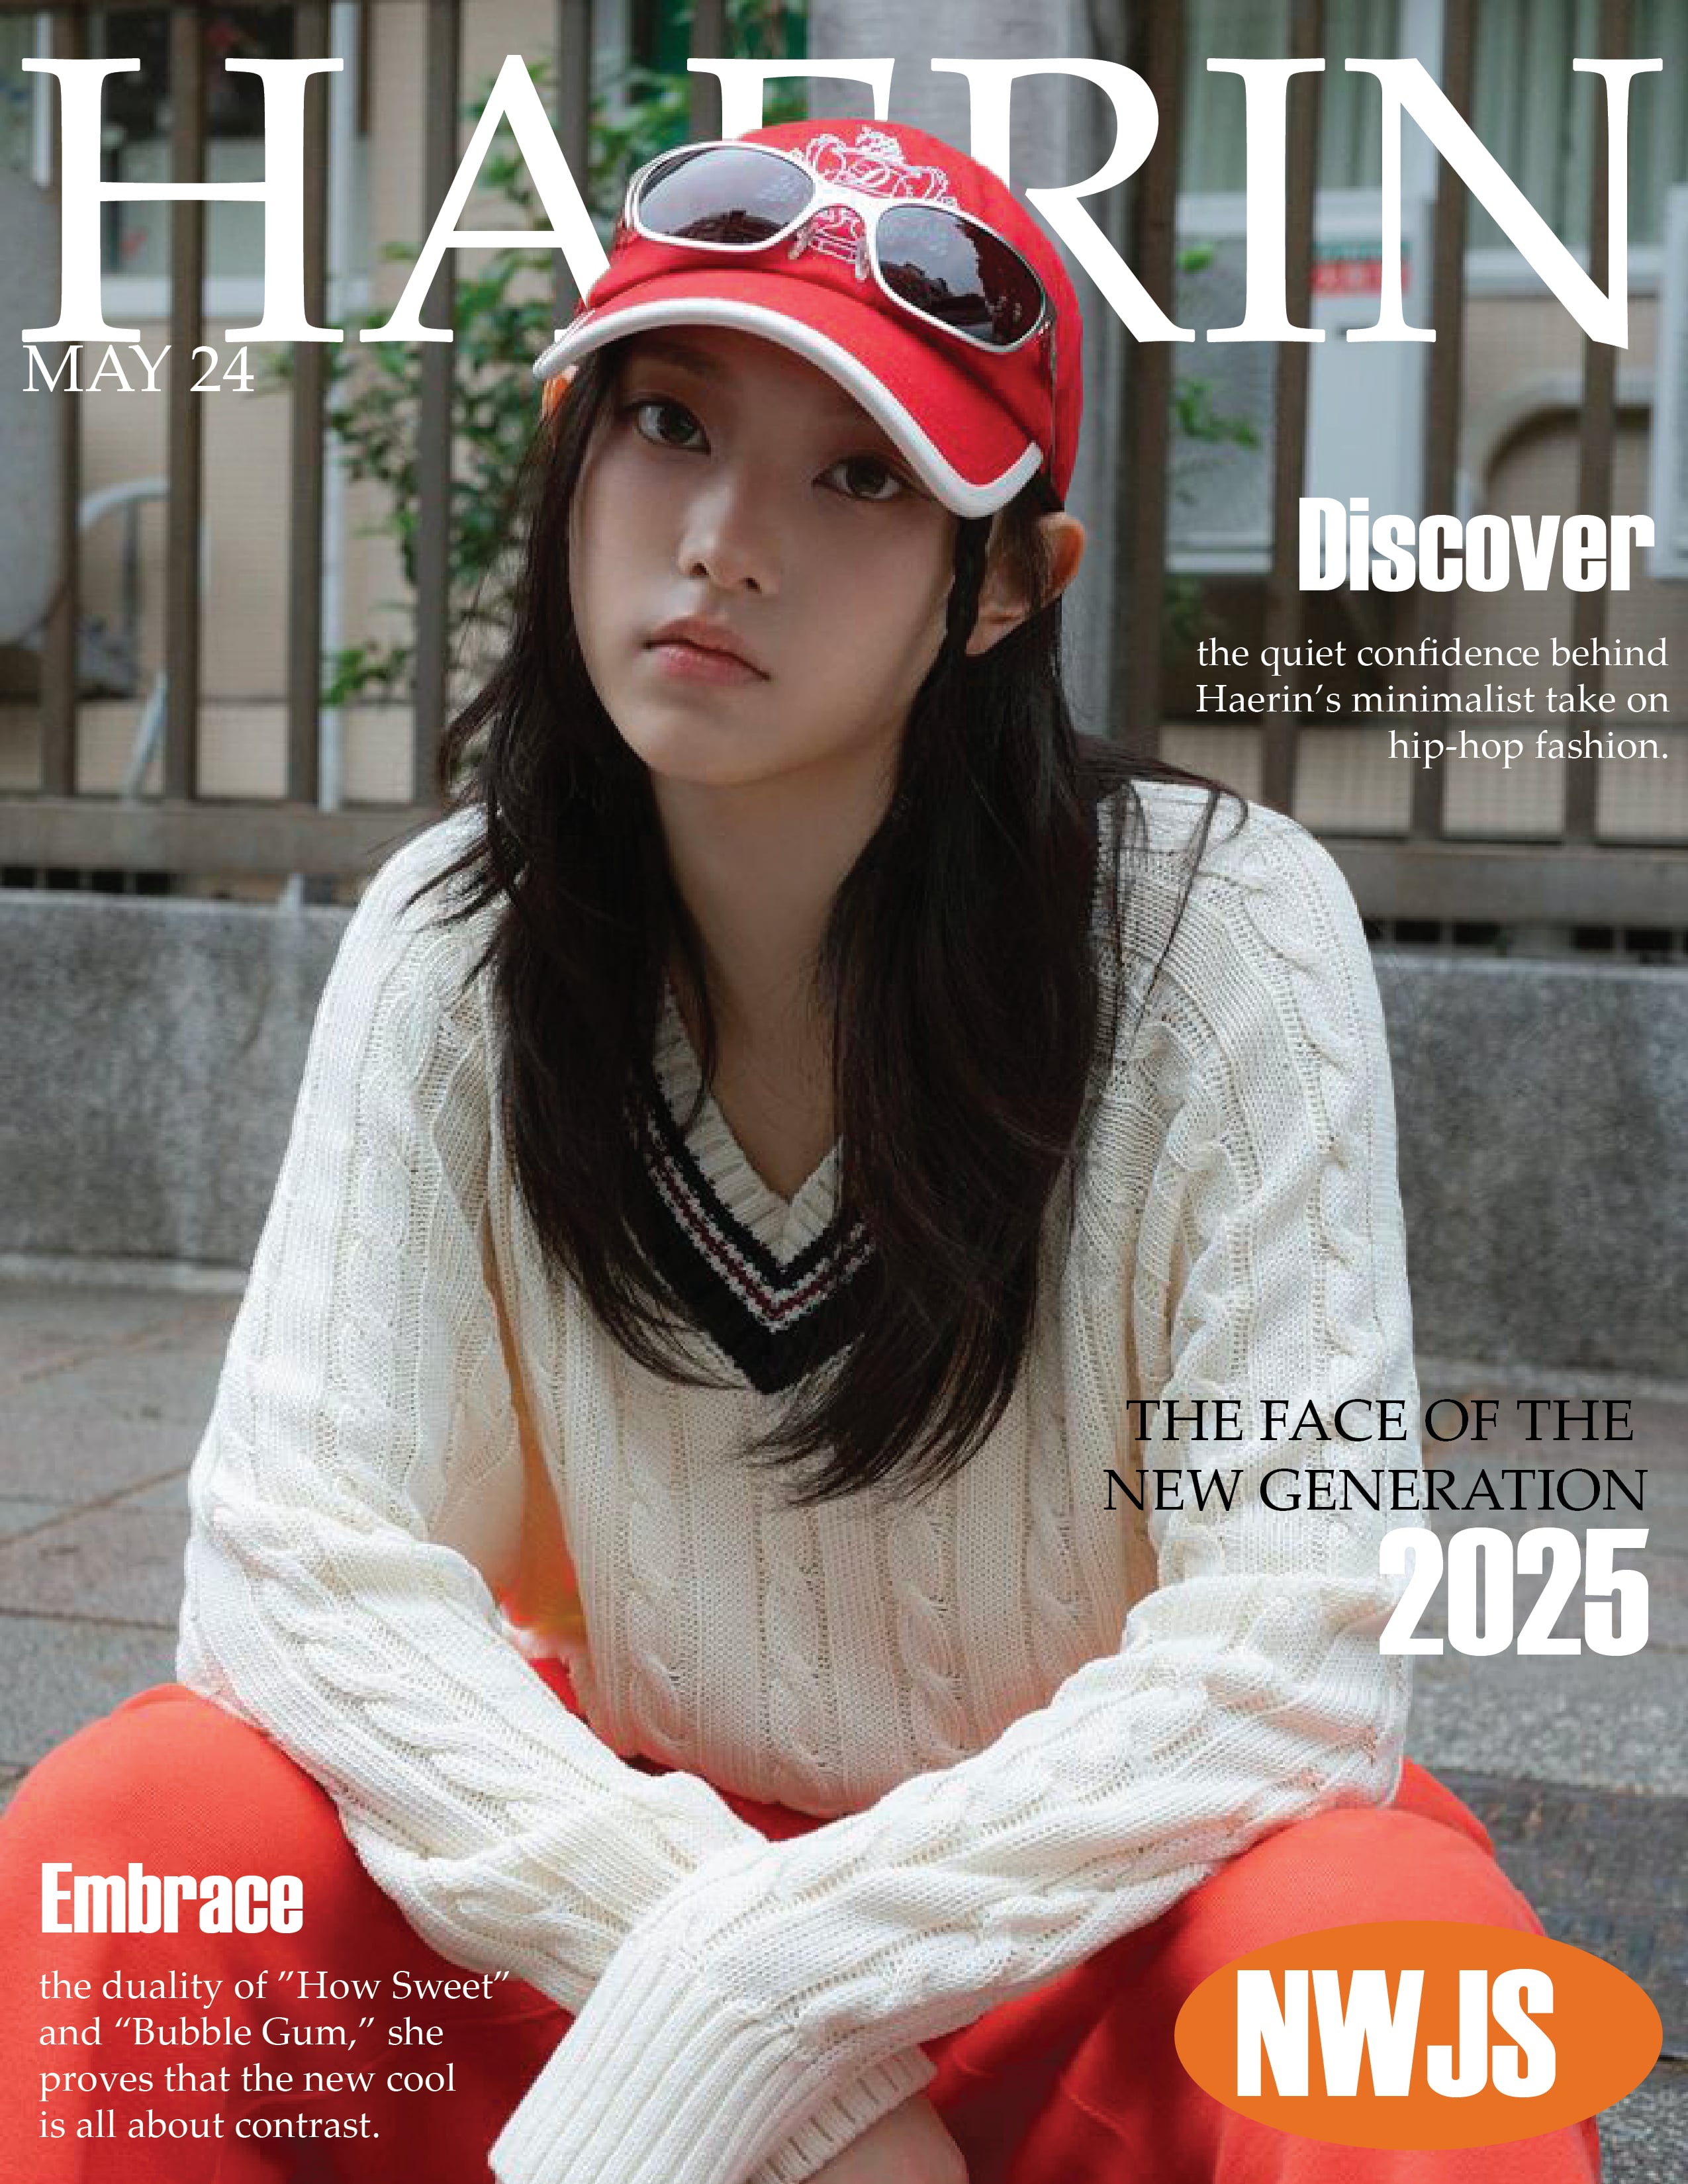 HAERIN
MAY 24
Discover
the quiet confidence behind
Haerin’s minimalist take on
hip-hop fashion.
THE FACE OF THE
NEW GENERATION
2025
Embrace
the duality of ”How Sweet”
and “Bubble Gum,” she
proves that the new cool
is all about contrast.
NWJS